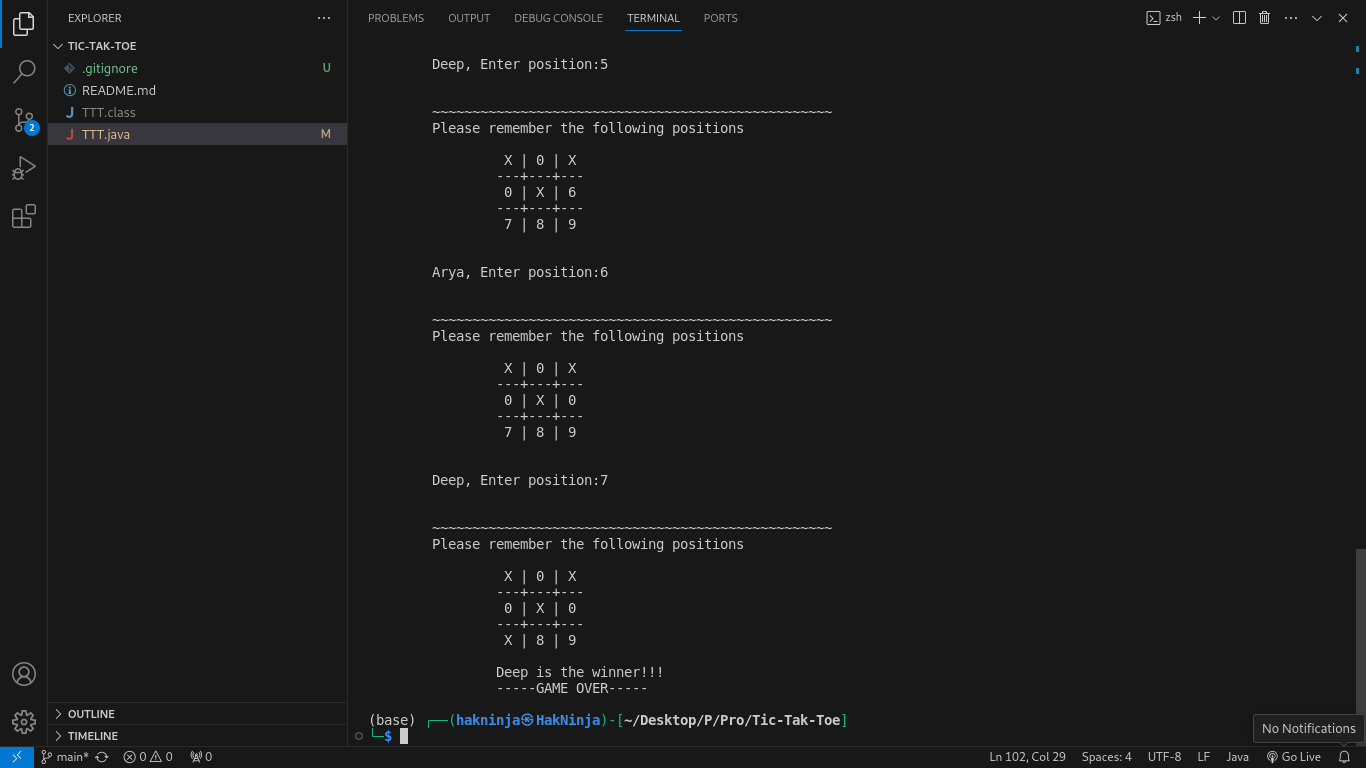 EXPLORER ···
TIC-TAK-TOE
.gitignore U
README.md
TTT.class
TTT.java M
2
OUTLINE
TIMELINE
PROBLEMS OUTPUT DEBUG CONSOLE TERMINAL PORTS
zsh
Deep, Enter position:5
~~~~~~~~~~~~~~~~~~~~~~~~~~~~~~~~~~~~~~~~~~~~~~~~~~
Please remember the following positions
X | 0 | X
---+---+---
0 | X | 6
---+---+---
7 | 8 | 9
Arya, Enter position:6
~~~~~~~~~~~~~~~~~~~~~~~~~~~~~~~~~~~~~~~~~~~~~~~~~~
Please remember the following positions
X | 0 | X
---+---+---
0 | X | 0
---+---+---
7 | 8 | 9
Deep, Enter position:7
~~~~~~~~~~~~~~~~~~~~~~~~~~~~~~~~~~~~~~~~~~~~~~~~~~
Please remember the following positions
X | 0 | X
---+---+---
0 | X | 0
---+---+---
X | 8 | 9
Deep is the winner!!!
-----GAME OVER-----
(base) ┌──(hakninja㉿HakNinja)-[~/Desktop/P/Pro/Tic-Tak-Toe]
└─$
No Notifications
main* 0 0 0 Ln 102, Col 29 Spaces: 4 UTF-8 LF Java Go Live